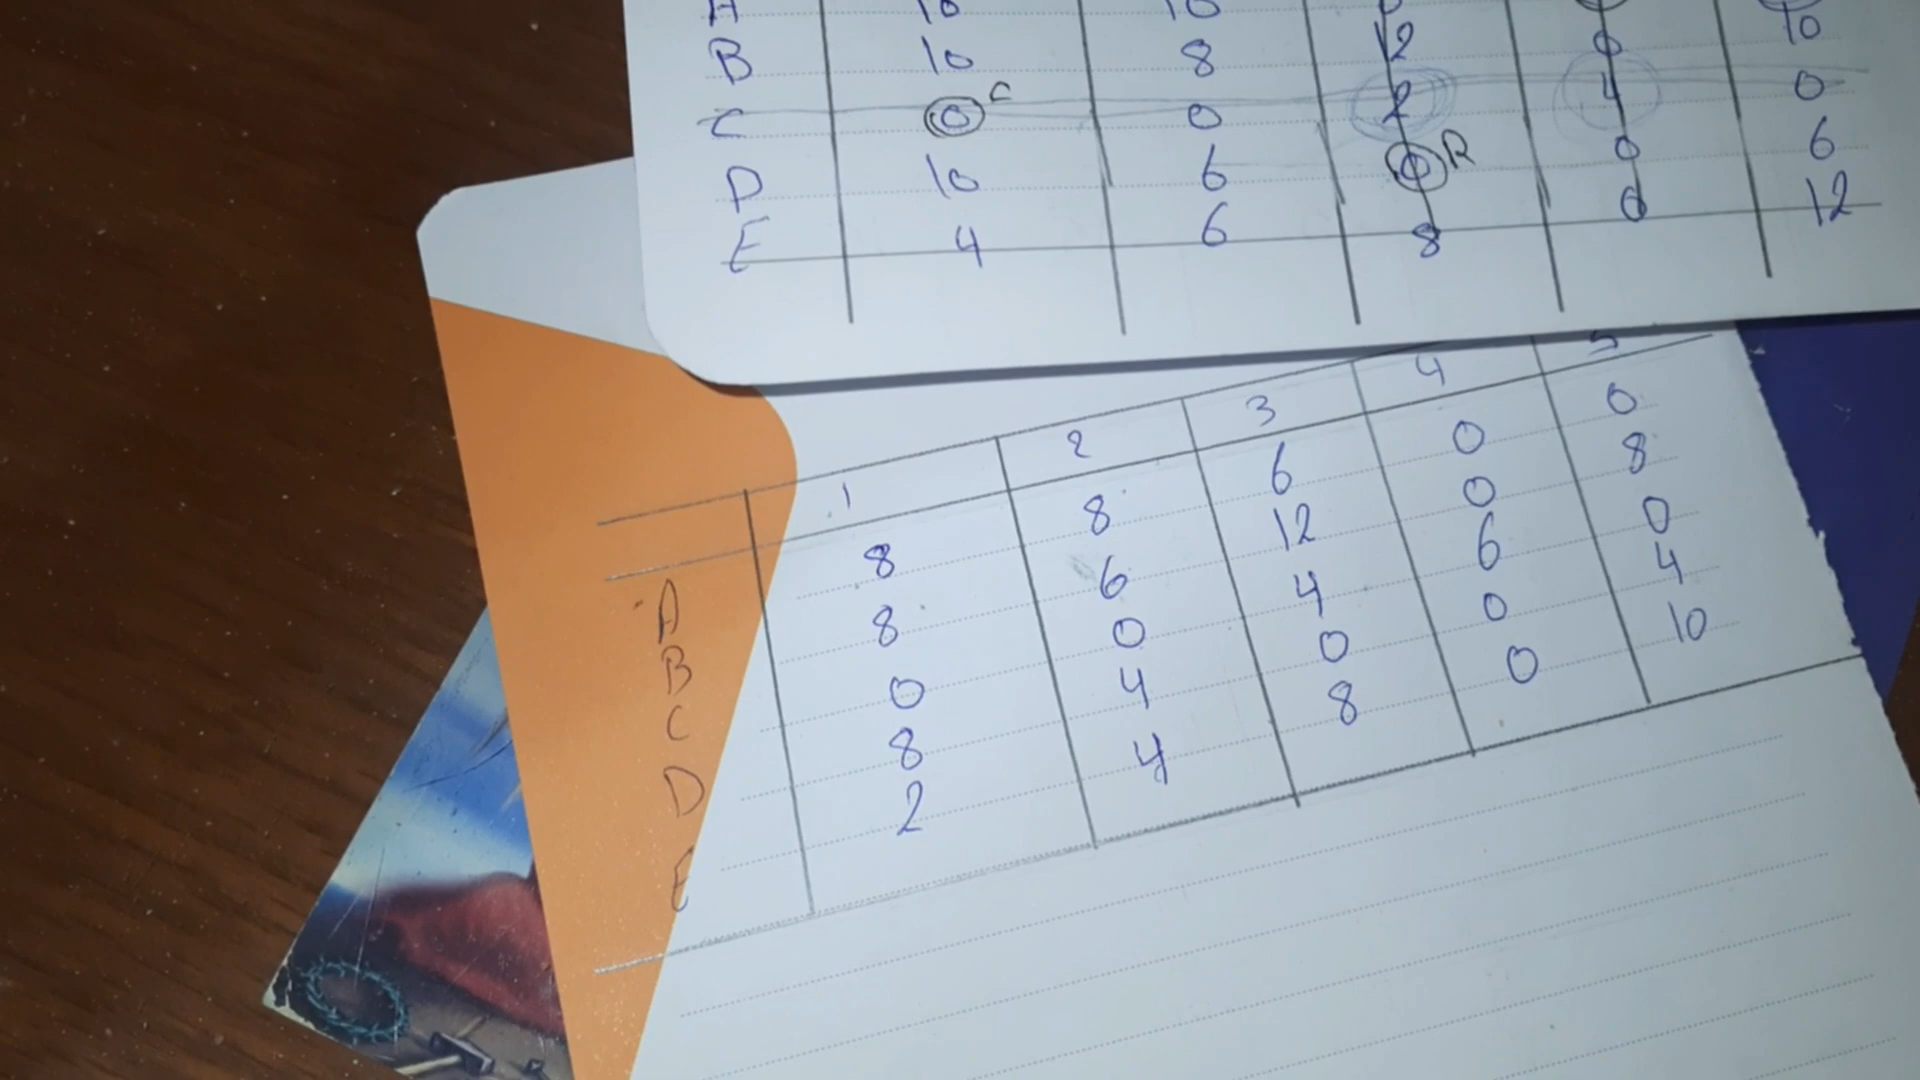 A 10 10
B 10 8 12 0 10
C 0 C 0 2 4 0
D 10 6 0 R 0 6
E 4 6 8 0 12
1 2 3 4 5
A 8 8 6 0 0
B 8 6 12 0 8
C 0 0 4 6 0
D 8 4 0 0 4
E 2 4 8 0 10